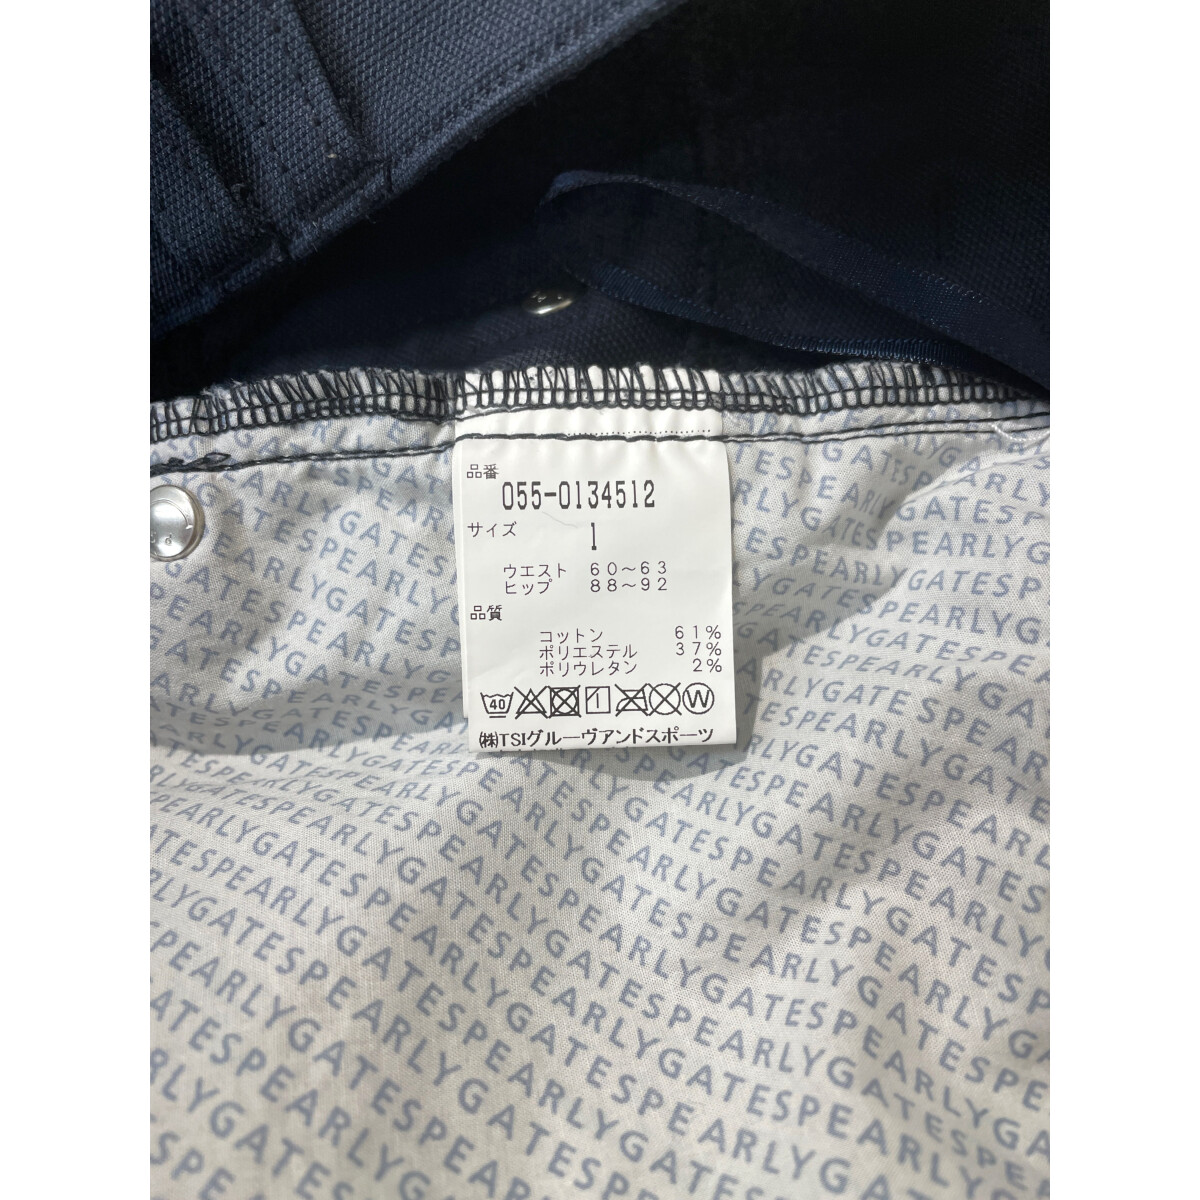 品番
055-0134512
サイズ
1
ウエスト 60～63
ヒップ 88～92
品質
コットン 61%
ポリエステル 37%
ポリウレタン 2%
40 1 W
㈱TSIグルーヴアンドスポーツ
PEARLYGATESPEARLYGATES